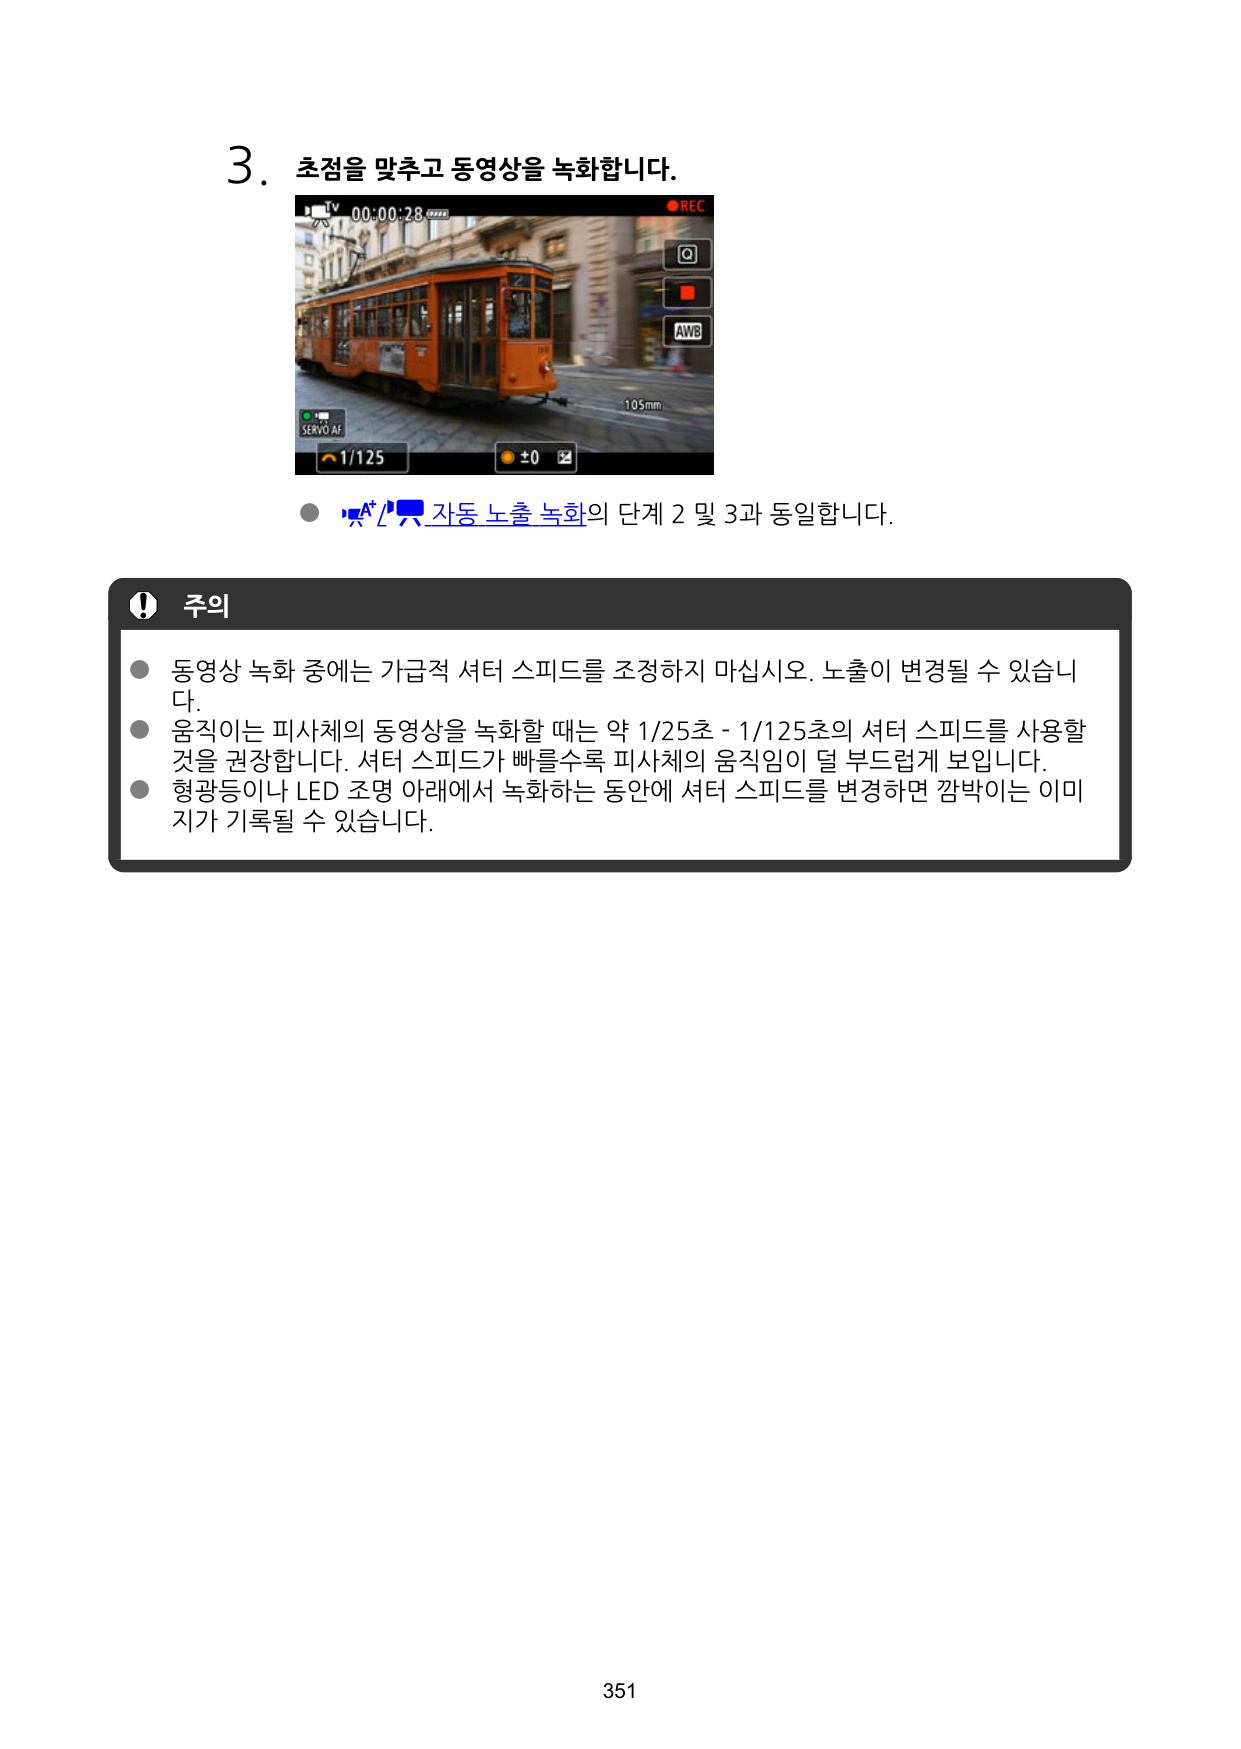 3. 초점을 맞추고 동영상을 녹화합니다.
Tv 00:00:28 REC
Q
AWB
105mm
SERVO AF
1/125 ±0
● A+/ 자동 노출 녹화의 단계 2 및 3과 동일합니다.
주의
● 동영상 녹화 중에는 가급적 셔터 스피드를 조정하지 마십시오. 노출이 변경될 수 있습니
다.
● 움직이는 피사체의 동영상을 녹화할 때는 약 1/25초 - 1/125초의 셔터 스피드를 사용할
것을 권장합니다. 셔터 스피드가 빠를수록 피사체의 움직임이 덜 부드럽게 보입니다.
● 형광등이나 LED 조명 아래에서 녹화하는 동안에 셔터 스피드를 변경하면 깜박이는 이미
지가 기록될 수 있습니다.
351